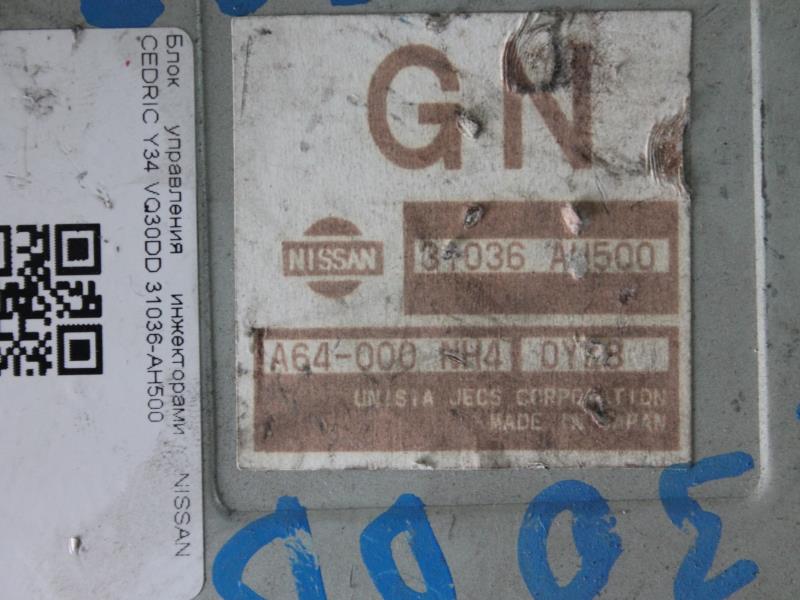 Блок управления инжекторами NISSAN
CEDRIC Y34 VQ30DD 31036-AH500
GN
NISSAN
31036 AH500
A64-000 NH4
UNISIA JECS CORPORATION
MADE IN JAPAN
30DD